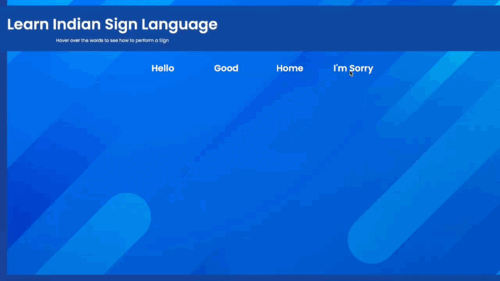 Learn Indian Sign Language
Hover over the words to see how to perform a Sign
Hello Good Home I'm Sorry